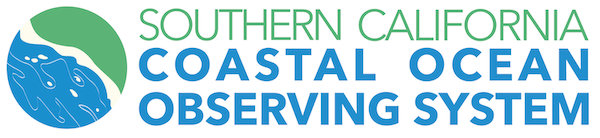 SOUTHERN CALIFORNIA
COASTAL OCEAN
OBSERVING SYSTEM